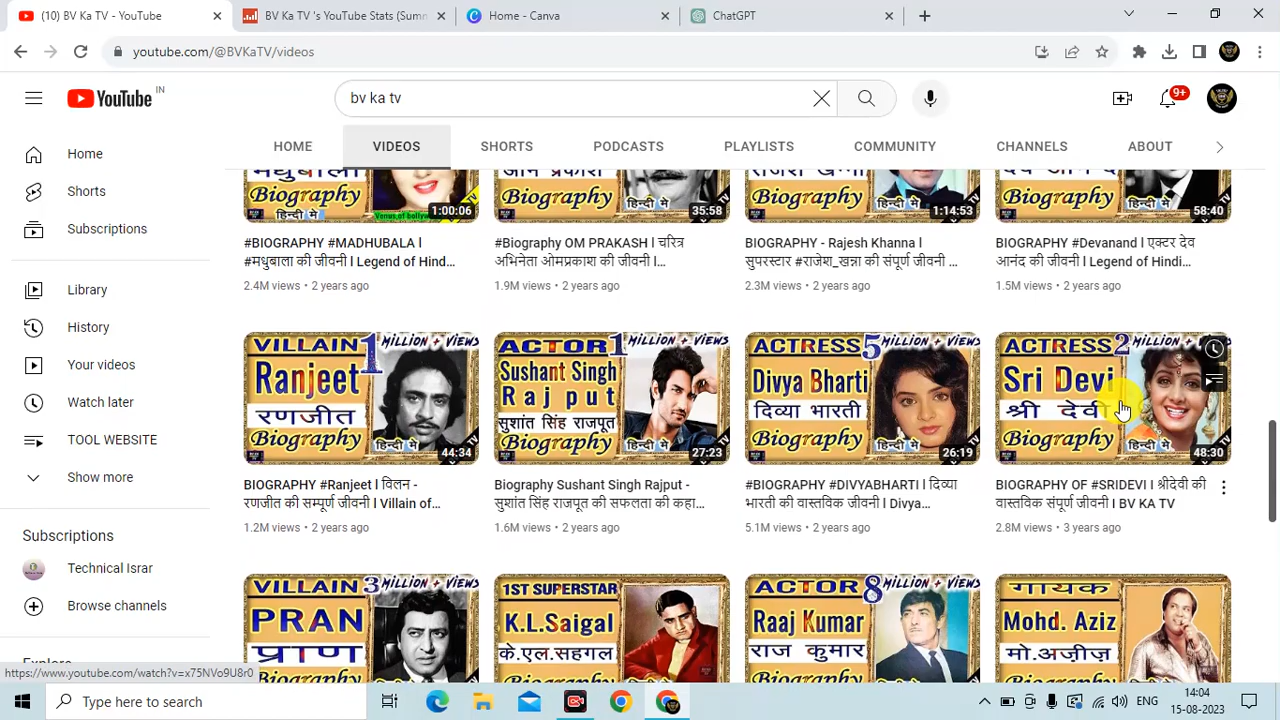 (10) BV Ka TV - YouTube
BV Ka TV 's YouTube Stats (Summ
Home - Canva
ChatGPT
youtube.com/@BVKaTV/videos
YouTube IN
bv ka tv
9+
HOME
VIDEOS
SHORTS
PODCASTS
PLAYLISTS
COMMUNITY
CHANNELS
ABOUT
Home
Shorts
Subscriptions
Library
History
Your videos
Watch later
TOOL WEBSITE
Show more
Subscriptions
Technical Israr
Browse channels
Explore
मधुबाला
Biography
हिन्दी मे
Venus of bollyw
1:00:06
#BIOGRAPHY #MADHUBALA l
#मधुबाला की जीवनी l Legend of Hind...
2.4M views • 2 years ago
ओम प्रकाश
Biography
हिन्दी मे
35:58
#Biography OM PRAKASH l चरित्र
अभिनेता ओमप्रकाश की जीवनी l...
1.9M views • 2 years ago
राजेश खन्ना
Biography
हिन्दी मे
1:14:53
BIOGRAPHY - Rajesh Khanna l
सुपरस्टार #राजेश_खन्ना की संपूर्ण जीवनी ...
2.3M views • 2 years ago
देव आनंद
Biography
हिन्दी मे
58:40
BIOGRAPHY #Devanand l एक्टर देव
आनंद की जीवनी l Legend of Hindi...
1.5M views • 2 years ago
VILLAIN 1 MILLION + VIEWS
Ranjeet
रणजीत
Biography
हिन्दी मे
44:34
BIOGRAPHY #Ranjeet l विलन -
रणजीत की सम्पूर्ण जीवनी l Villain of...
1.2M views • 2 years ago
ACTOR 1 MILLION + VIEWS
Sushant Singh
Rajput
सुशांत सिंह राजपूत
Biography
हिन्दी मे
27:23
Biography Sushant Singh Rajput -
सुशांत सिंह राजपूत की सफलता की कहा...
1.6M views • 2 years ago
ACTRESS 5 MILLION + VIEWS
Divya Bharti
दिव्या भारती
Biography
हिन्दी मे
26:19
#BIOGRAPHY #DIVYABHARTI l दिव्या
भारती की वास्तविक जीवनी l Divya...
5.1M views • 2 years ago
ACTRESS 2 MILLION + VIEWS
Sri Devi
श्री देवी
Biography
हिन्दी मे
48:30
BIOGRAPHY OF #SRIDEVI l श्रीदेवी की
वास्तविक संपूर्ण जीवनी l BV KA TV
2.8M views • 3 years ago
VILLAIN 3 MILLION + VIEWS
PRAN
प्राण
1ST SUPERSTAR
K.L.Saigal
के.एल.सहगल
ACTOR 8 MILLION + VIEWS
Raaj Kumar
राज कुमार
गायक
Mohd. Aziz
मो.अज़ीज़
https://www.youtube.com/watch?v=x75NVo9U8r0
Type here to search
ENG
14:04
15-08-2023